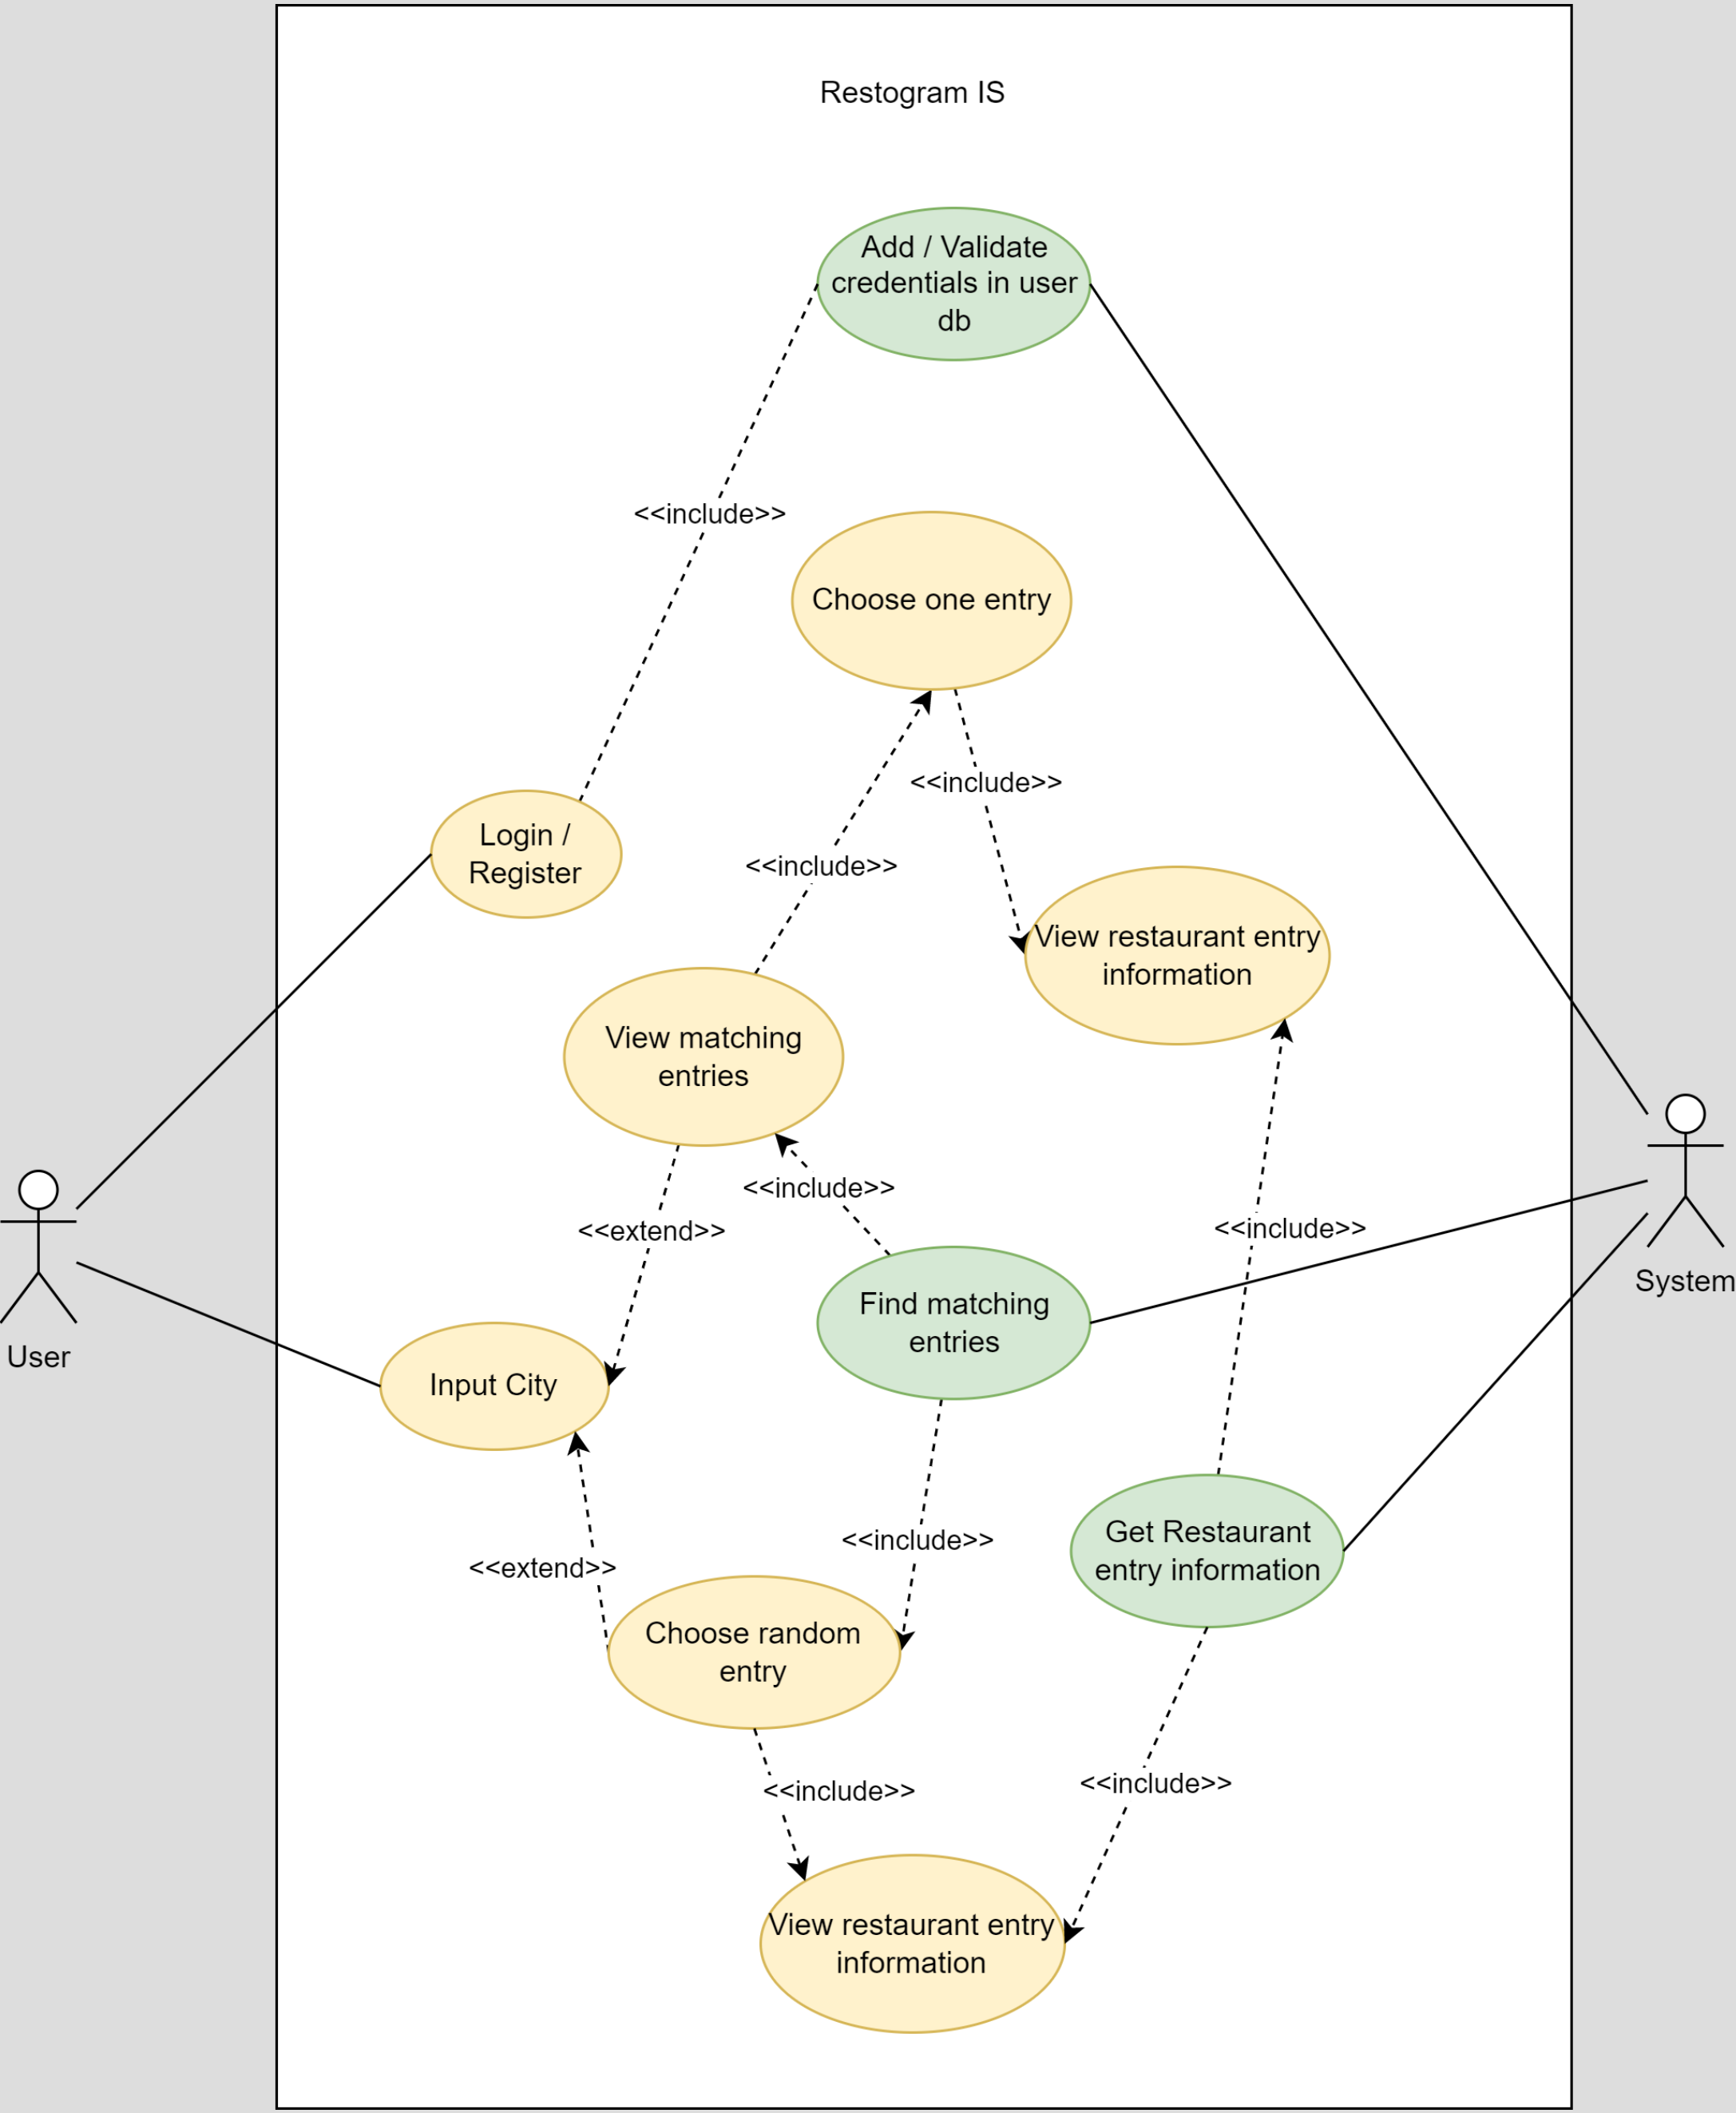 Restogram IS
Add / Validate
credentials in user
db
<<include>>
Choose one entry
<<include>>
Login /
Register
<<include>>
View restaurant entry
information
View matching
entries
<<include>>
<<extend>>
<<include>>
Find matching
entries
System
User
Input City
Get Restaurant
entry information
<<include>>
<<extend>>
Choose random
entry
<<include>>
<<include>>
View restaurant entry
information